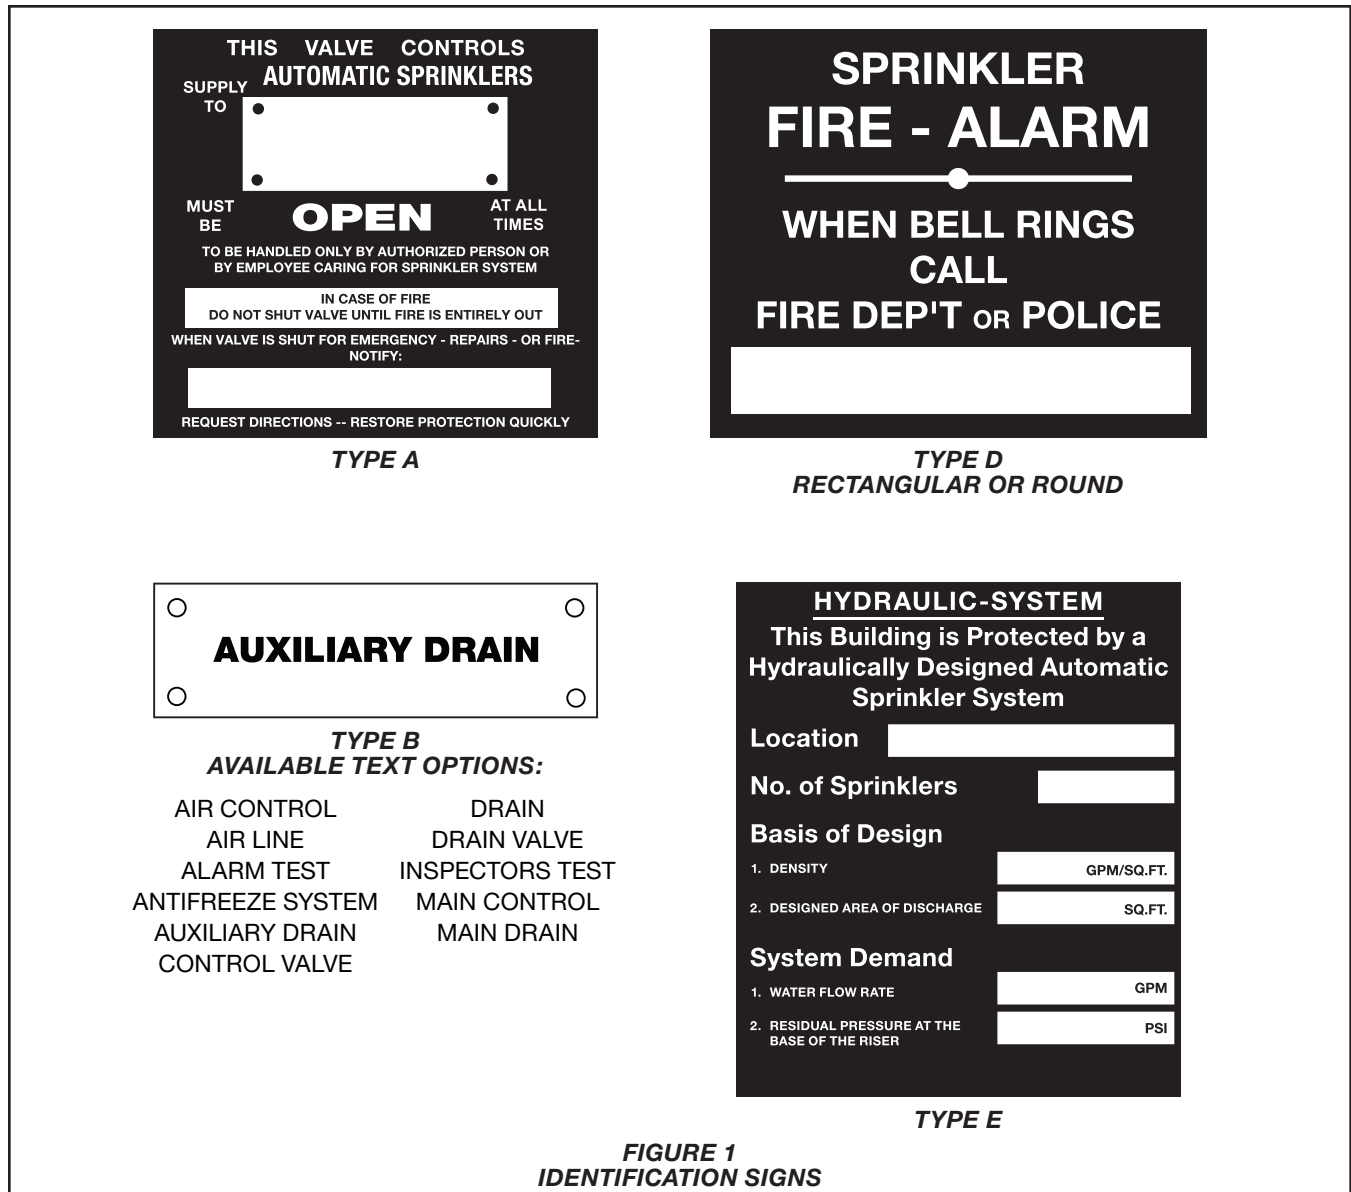 THIS VALVE CONTROLS
AUTOMATIC SPRINKLERS
SUPPLY
TO
MUST
BE
OPEN
AT ALL
TIMES
TO BE HANDLED ONLY BY AUTHORIZED PERSON OR
BY EMPLOYEE CARING FOR SPRINKLER SYSTEM
IN CASE OF FIRE
DO NOT SHUT VALVE UNTIL FIRE IS ENTIRELY OUT
WHEN VALVE IS SHUT FOR EMERGENCY - REPAIRS - OR FIRE-
NOTIFY:
REQUEST DIRECTIONS -- RESTORE PROTECTION QUICKLY
TYPE A
SPRINKLER
FIRE - ALARM
WHEN BELL RINGS
CALL
FIRE DEP'T OR POLICE
TYPE D
RECTANGULAR OR ROUND
AUXILIARY DRAIN
TYPE B
AVAILABLE TEXT OPTIONS:
AIR CONTROL
AIR LINE
ALARM TEST
ANTIFREEZE SYSTEM
AUXILIARY DRAIN
CONTROL VALVE
DRAIN
DRAIN VALVE
INSPECTORS TEST
MAIN CONTROL
MAIN DRAIN
HYDRAULIC-SYSTEM
This Building is Protected by a
Hydraulically Designed Automatic
Sprinkler System
Location
No. of Sprinklers
Basis of Design
1. DENSITY GPM/SQ.FT.
2. DESIGNED AREA OF DISCHARGE SQ.FT.
System Demand
1. WATER FLOW RATE GPM
2. RESIDUAL PRESSURE AT THE PSI
BASE OF THE RISER
TYPE E
FIGURE 1
IDENTIFICATION SIGNS